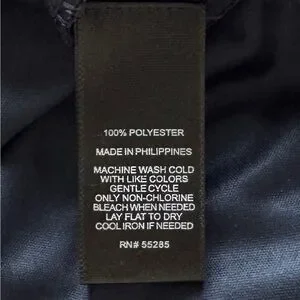 100% POLYESTER
MADE IN PHILIPPINES
MACHINE WASH COLD
WITH LIKE COLORS
GENTLE CYCLE
ONLY NON-CHLORINE
BLEACH WHEN NEEDED
LAY FLAT TO DRY
COOL IRON IF NEEDED
RN# 55285